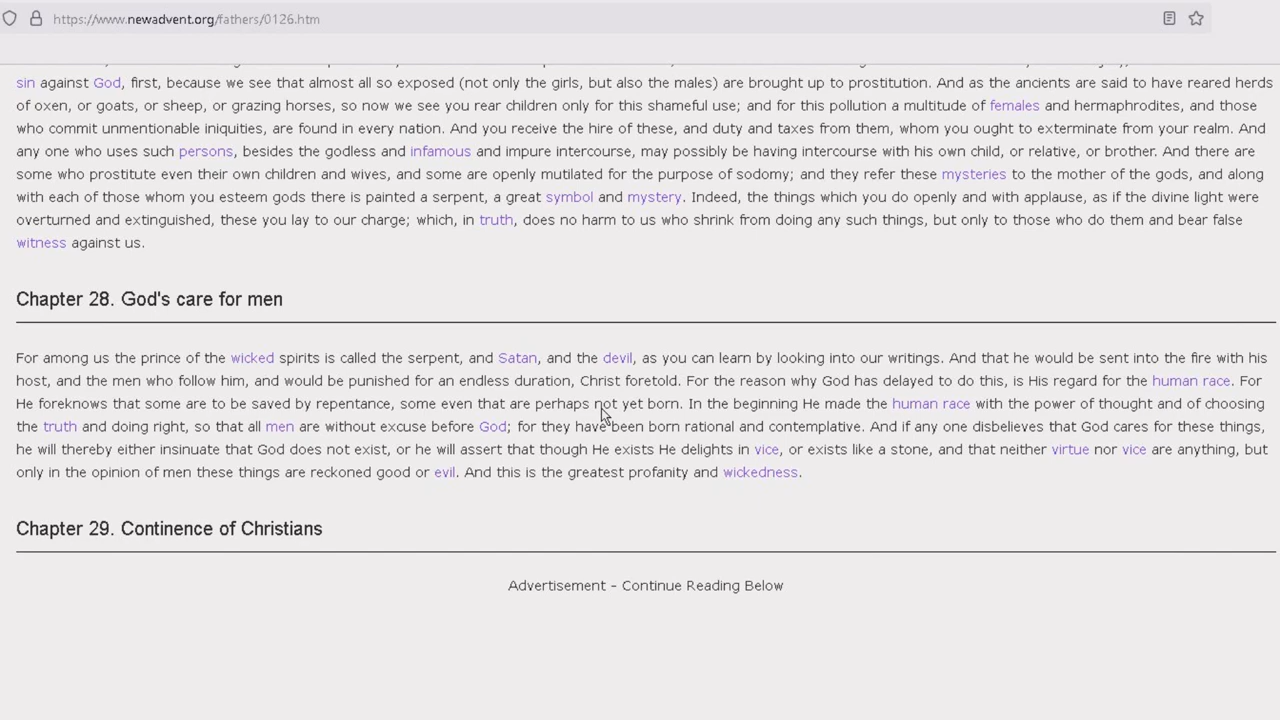 https://www.newadvent.org/fathers/0126.htm
sin against God, first, because we see that almost all so exposed (not only the girls, but also the males) are brought up to prostitution. And as the ancients are said to have reared herds
of oxen, or goats, or sheep, or grazing horses, so now we see you rear children only for this shameful use; and for this pollution a multitude of females and hermaphrodites, and those
who commit unmentionable iniquities, are found in every nation. And you receive the hire of these, and duty and taxes from them, whom you ought to exterminate from your realm. And
any one who uses such persons, besides the godless and infamous and impure intercourse, may possibly be having intercourse with his own child, or relative, or brother. And there are
some who prostitute even their own children and wives, and some are openly mutilated for the purpose of sodomy; and they refer these mysteries to the mother of the gods, and along
with each of those whom you esteem gods there is painted a serpent, a great symbol and mystery. Indeed, the things which you do openly and with applause, as if the divine light were
overturned and extinguished, these you lay to our charge; which, in truth, does no harm to us who shrink from doing any such things, but only to those who do them and bear false
witness against us.
Chapter 28. God's care for men
For among us the prince of the wicked spirits is called the serpent, and Satan, and the devil, as you can learn by looking into our writings. And that he would be sent into the fire with his
host, and the men who follow him, and would be punished for an endless duration, Christ foretold. For the reason why God has delayed to do this, is His regard for the human race. For
He foreknows that some are to be saved by repentance, some even that are perhaps not yet born. In the beginning He made the human race with the power of thought and of choosing
the truth and doing right, so that all men are without excuse before God; for they have been born rational and contemplative. And if any one disbelieves that God cares for these things,
he will thereby either insinuate that God does not exist, or he will assert that though He exists He delights in vice, or exists like a stone, and that neither virtue nor vice are anything, but
only in the opinion of men these things are reckoned good or evil. And this is the greatest profanity and wickedness.
Chapter 29. Continence of Christians
Advertisement - Continue Reading Below